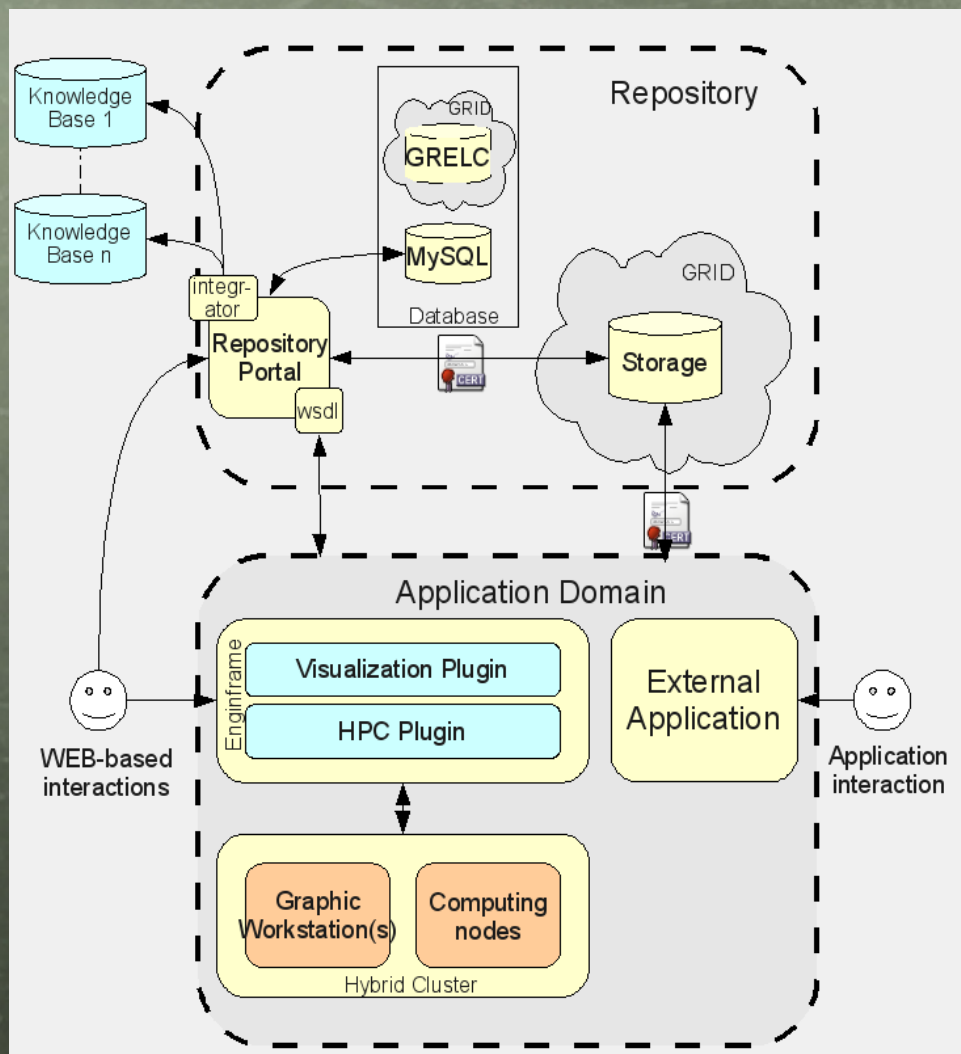 Knowledge
Base 1
Knowledge
Base n
Repository
GRID
GRELC
MySQL
Database
GRID
Storage
integr-
ator
Repository
Portal
wsdl
CERT
CERT
Application Domain
Enginframe
Visualization Plugin
HPC Plugin
External
Application
WEB-based
interactions
Application
interaction
Graphic
Workstation(s)
Computing
nodes
Hybrid Cluster